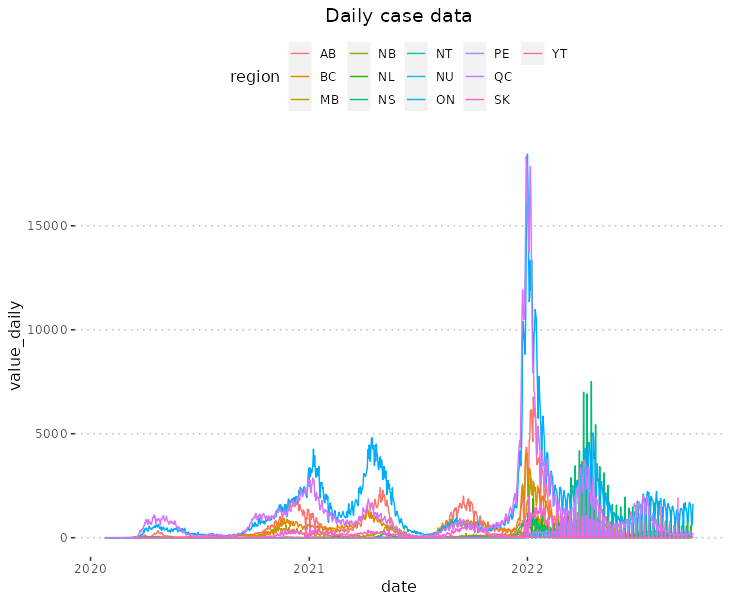 Daily case data
region
AB NB NT PE YT
BC NL NU QC
MB NS ON SK
value_daily
15000
10000
5000
0
2020 2021 2022
date